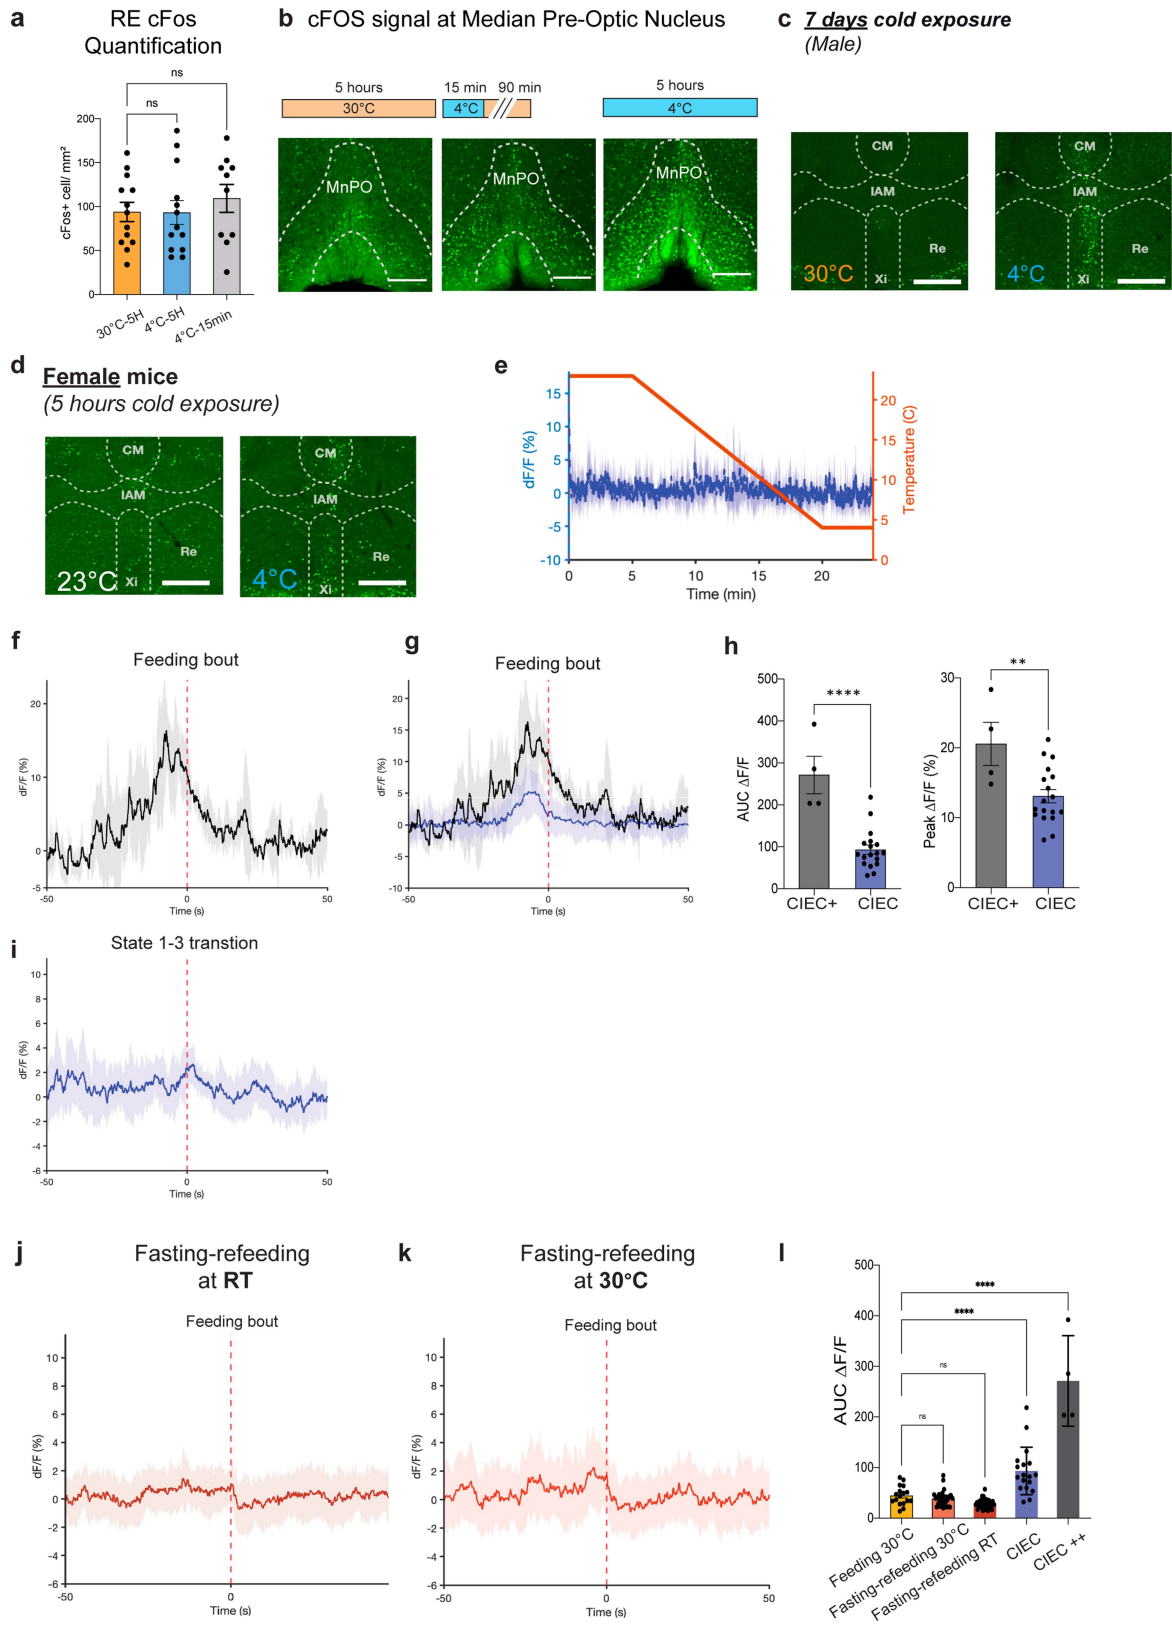 a
RE cFos
Quantification
ns
ns
200
150
100
50
0
cFos+ cell/ mm²
30°C-5H
4°C-5H
4°C-15min
b
cFOS signal at Median Pre-Optic Nucleus
5 hours
30°C
15 min
90 min
4°C
5 hours
4°C
MnPO
MnPO
MnPO
c
7 days cold exposure
(Male)
CM
IAM
Re
Xi
30°C
CM
IAM
Re
Xi
4°C
d
Female mice
(5 hours cold exposure)
CM
IAM
Re
Xi
23°C
CM
IAM
Re
Xi
4°C
e
15
10
5
0
-5
-10
dF/F (%)
20
15
10
5
0
Temperature (C)
0 5 10 15 20
Time (min)
f
Feeding bout
20
10
0
-5
dF/F (%)
-50 0 50
Time (s)
g
Feeding bout
20
15
10
5
0
-5
-10
dF/F (%)
-50 0 50
Time (s)
h
500
400
300
200
100
0
AUC ΔF/F
****
CIEC+ CIEC
30
20
10
0
Peak ΔF/F (%)
**
CIEC+ CIEC
i
State 1-3 transtion
10
8
6
4
2
0
-2
-4
-6
dF/F (%)
-50 0 50
Time (s)
j
Fasting-refeeding
at RT
Feeding bout
10
8
6
4
2
0
-2
-4
-6
dF/F (%)
-50 0
Time (s)
k
Fasting-refeeding
at 30°C
Feeding bout
10
8
6
4
2
0
-2
-4
-6
dF/F (%)
-50 0 50
Time (s)
l
500
400
300
200
100
0
AUC ΔF/F
****
****
ns
ns
Feeding 30°C
Fasting-refeeding 30°C
Fasting-refeeding RT
CIEC
CIEC ++